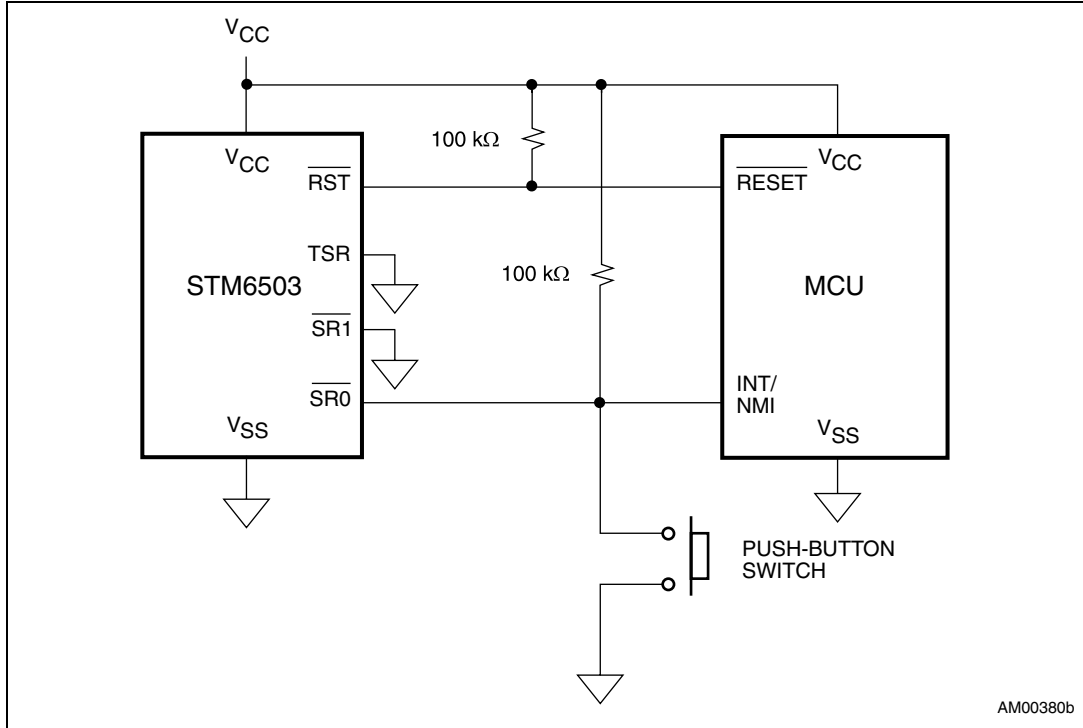 VCC
100 kΩ
VCC
RST
TSR
STM6503
SR1
SR0
VSS
100 kΩ
VCC
RESET
MCU
INT/
NMI
VSS
PUSH-BUTTON
SWITCH
AM00380b